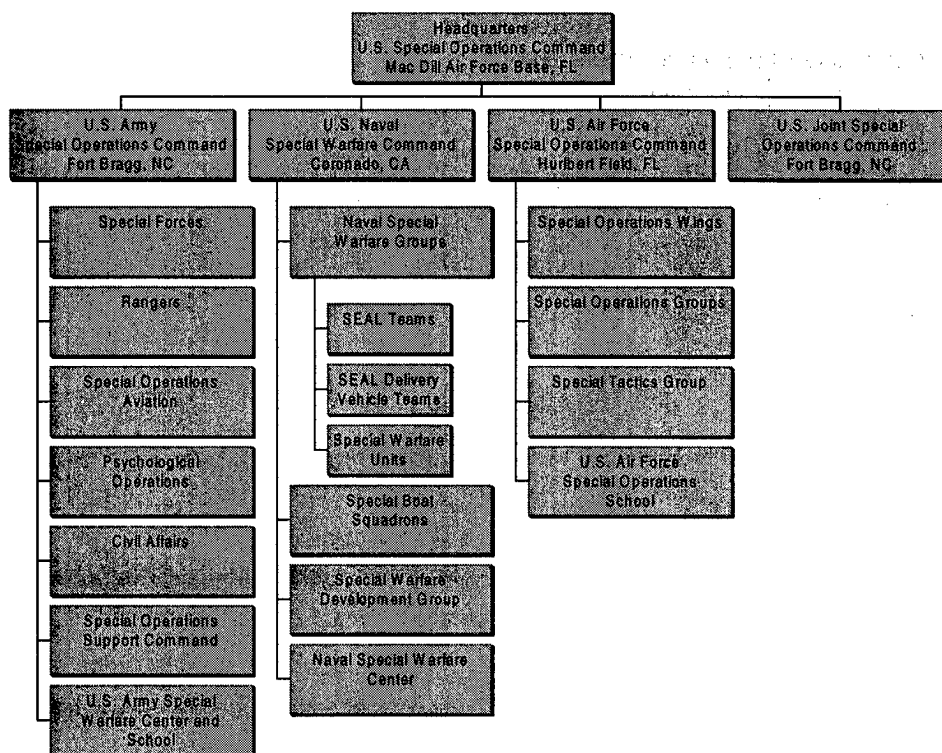 Headquarters
U.S. Special Operations Command
Mac Dill Air Force Base, FL
U.S. Army
Special Operations Command
Fort Bragg, NC
U.S. Naval
Special Warfare Command
Coronado, CA
U.S. Air Force
Special Operations Command
Hurlbert Field, FL
U.S. Joint Special
Operations Command
Fort Bragg, NC
Special Forces
Rangers
Special Operations
Aviation
Psychological
Operations
Civil Affairs
Special Operations
Support Command
U.S. Army Special
Warfare Center and
School
Naval Special
Warfare Groups
SEAL Teams
SEAL Delivery
Vehicle Teams
Special Warfare
Units
Special Boat
Squadrons
Special Warfare
Development Group
Naval Special Warfare
Center
Special Operations Wings
Special Operations Groups
Special Tactics Group
U.S. Air Force
Special Operations
School